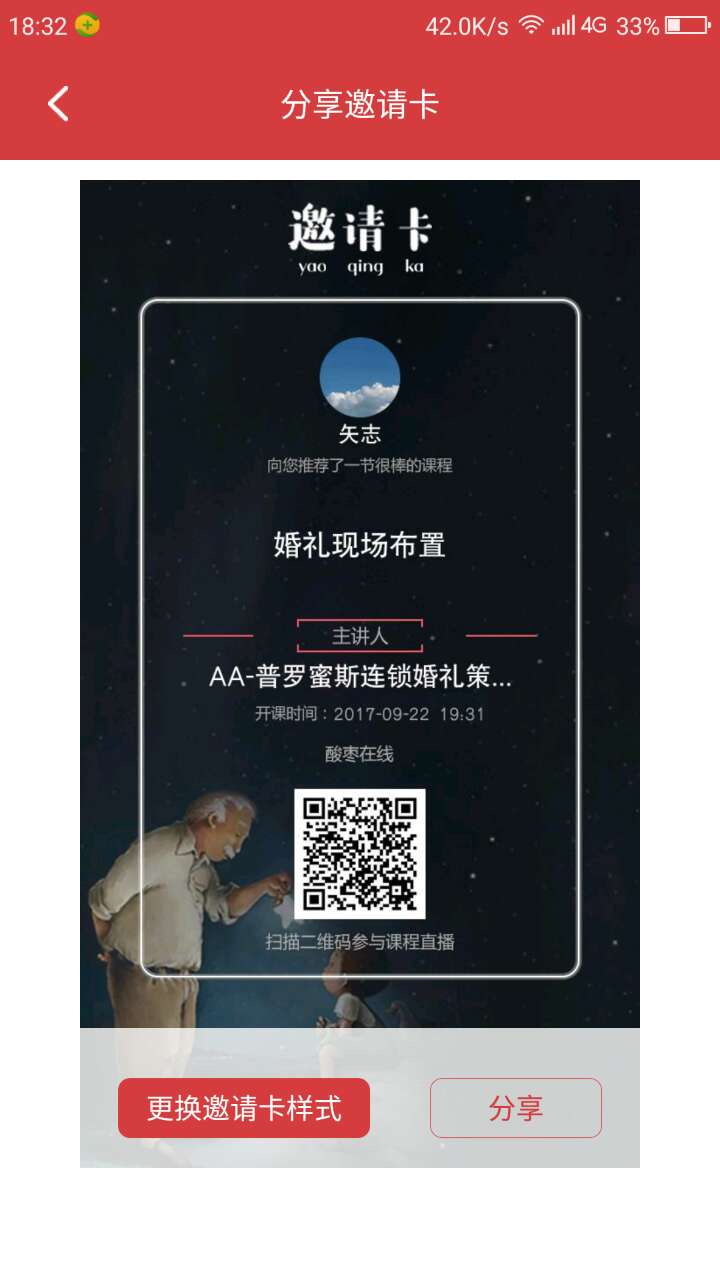 18:32 42.0K/s 4G 33%
分享邀请卡
邀请卡
yao qing ka
矢志
向您推荐了一节很棒的课程
婚礼现场布置
主讲人
AA-普罗蜜斯连锁婚礼策...
开课时间：2017-09-22 19:31
酸枣在线
扫描二维码参与课程直播
更换邀请卡样式 分享